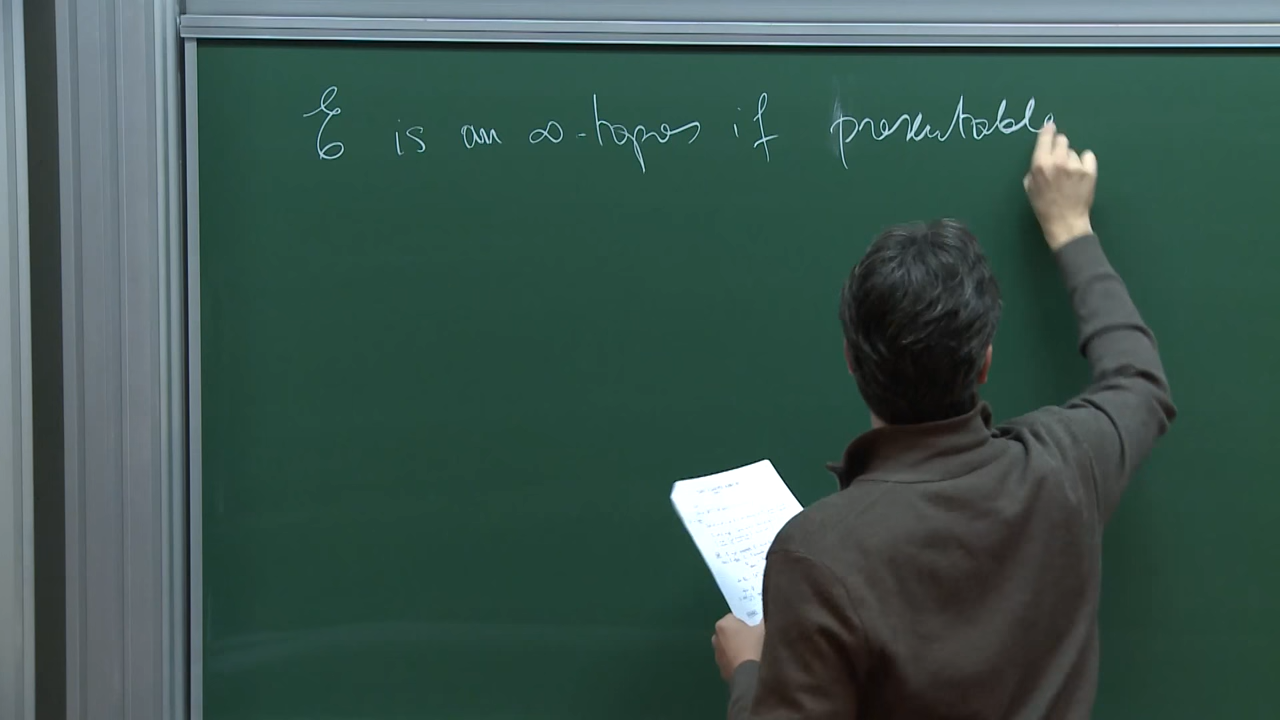 ℰ is an ∞-topos if presentable